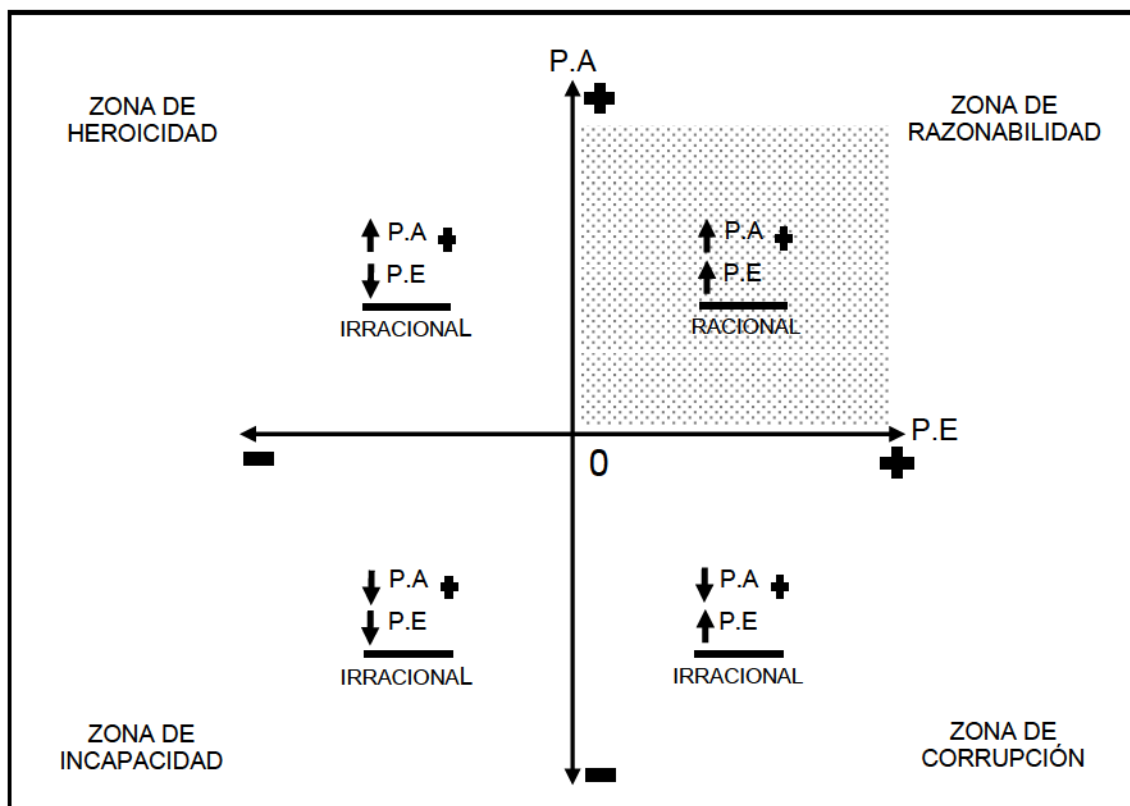 P.A
+
ZONA DE
HEROICIDAD
ZONA DE
RAZONABILIDAD
↑ P.A +
↓ P.E
IRRACIONAL
↑ P.A +
↑ P.E
RACIONAL
P.E
−
0
+
↓ P.A +
↓ P.E
IRRACIONAL
↓ P.A +
↑ P.E
IRRACIONAL
ZONA DE
INCAPACIDAD
ZONA DE
CORRUPCIÓN
−